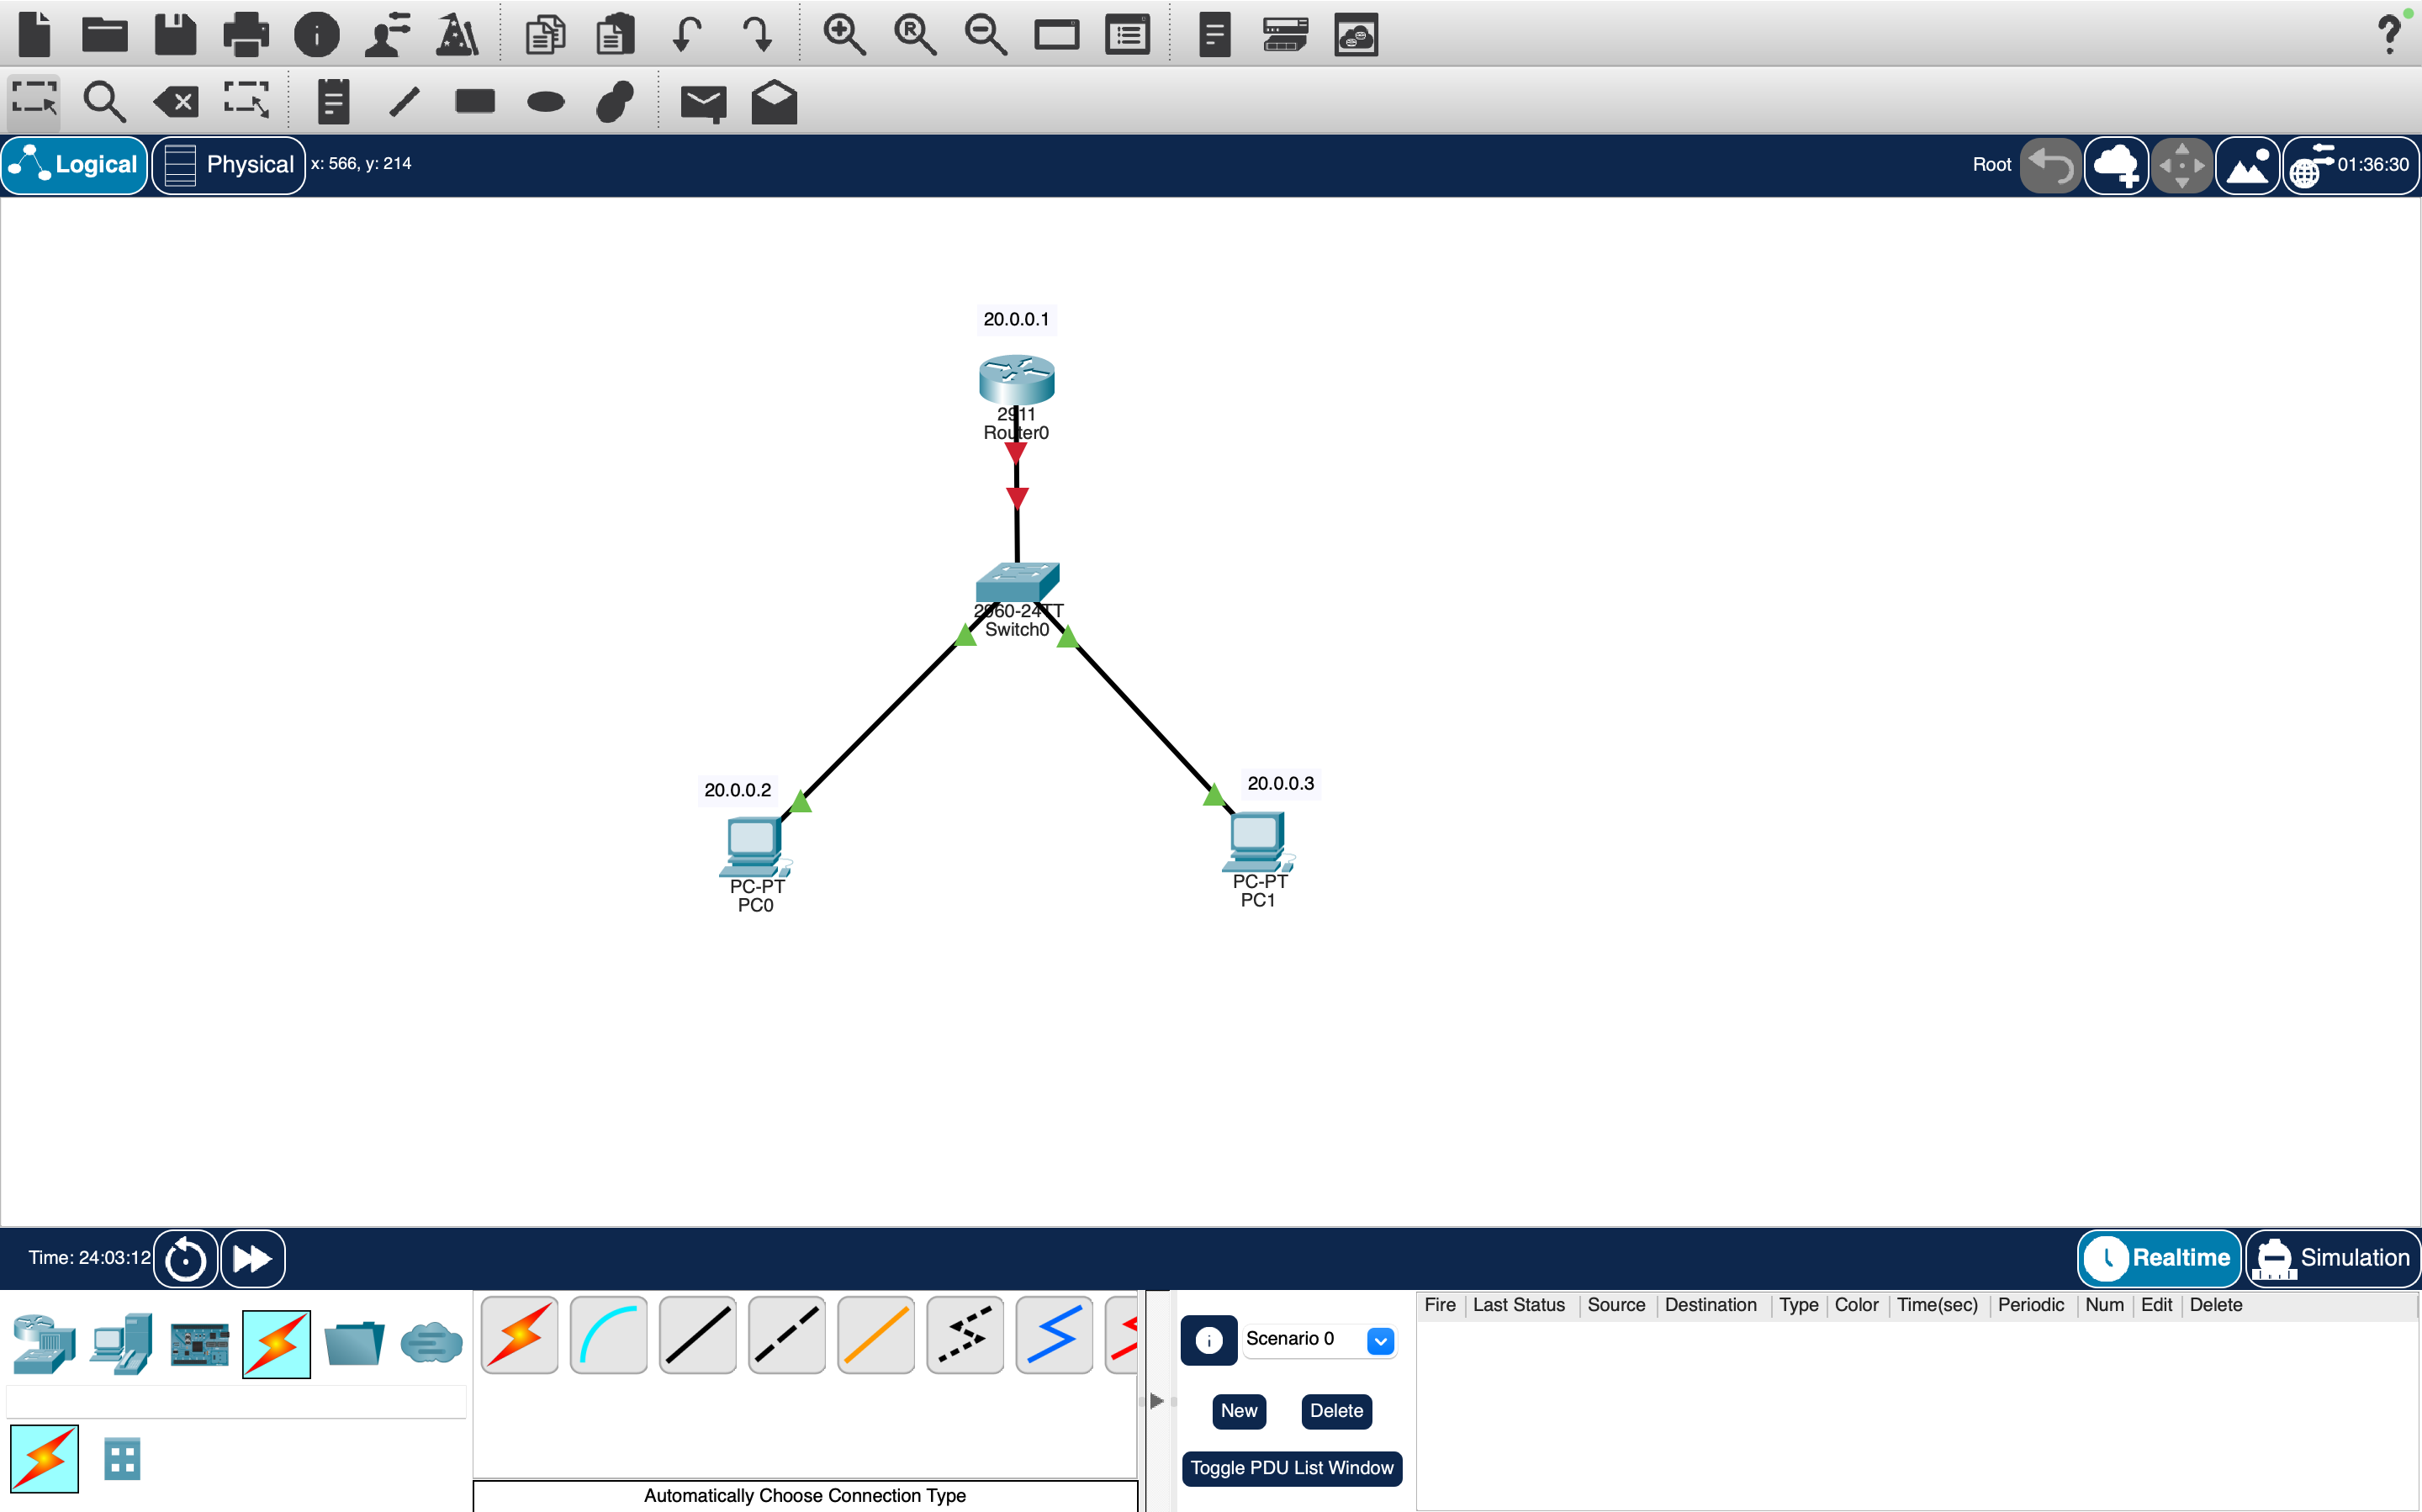 Logical
Physical
x: 566, y: 214
Root
01:36:30
20.0.0.1
2911
Router0
2960-24TT
Switch0
20.0.0.2
20.0.0.3
PC-PT
PC0
PC-PT
PC1
Time: 24:03:12
Realtime
Simulation
Fire Last Status Source Destination Type Color Time(sec) Periodic Num Edit Delete
Scenario 0
New
Delete
Toggle PDU List Window
Automatically Choose Connection Type